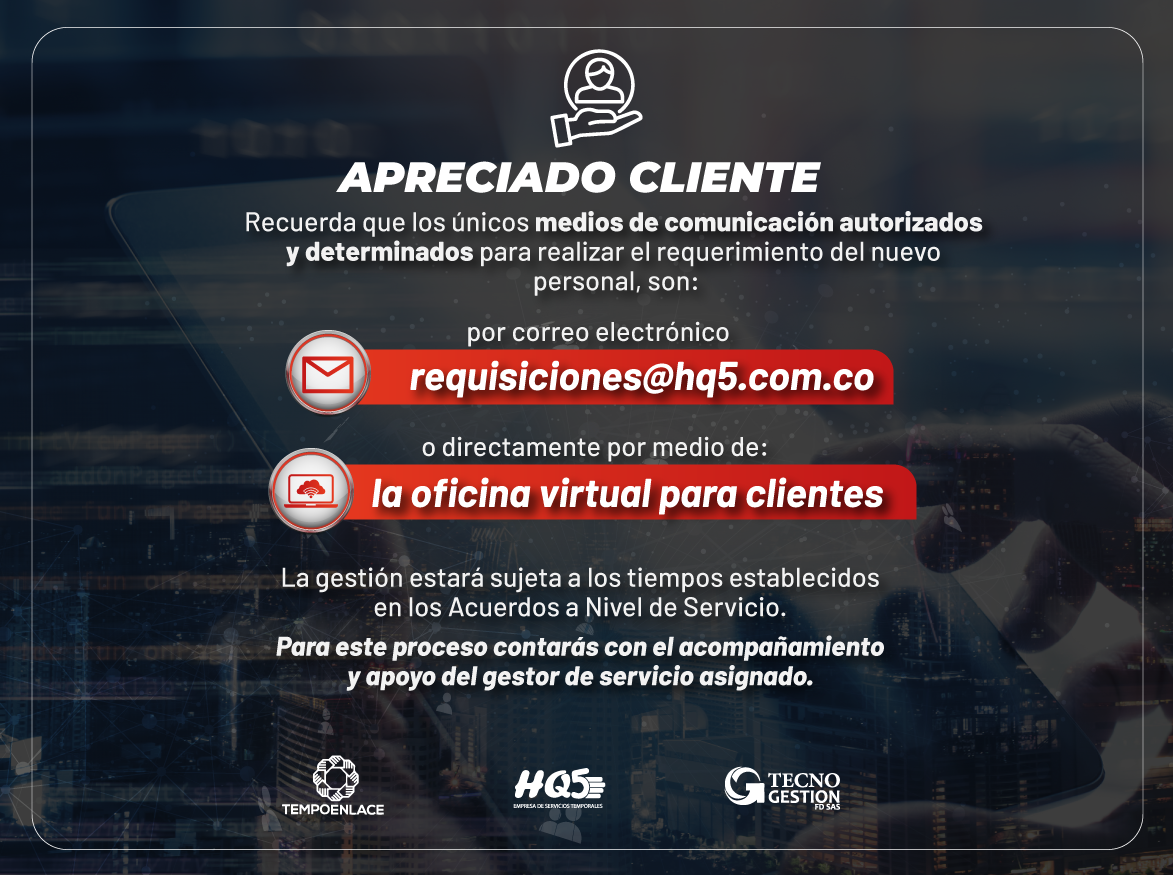 APRECIADO CLIENTE
Recuerda que los únicos medios de comunicación autorizados
y determinados para realizar el requerimiento del nuevo
personal, son:
por correo electrónico
requisiciones@hq5.com.co
o directamente por medio de:
la oficina virtual para clientes
La gestión estará sujeta a los tiempos establecidos
en los Acuerdos a Nivel de Servicio.
Para este proceso contarás con el acompañamiento
y apoyo del gestor de servicio asignado.
TEMPOENLACE
HQ5
EMPRESA DE SERVICIOS TEMPORALES
TECNO
GESTION
FD SAS